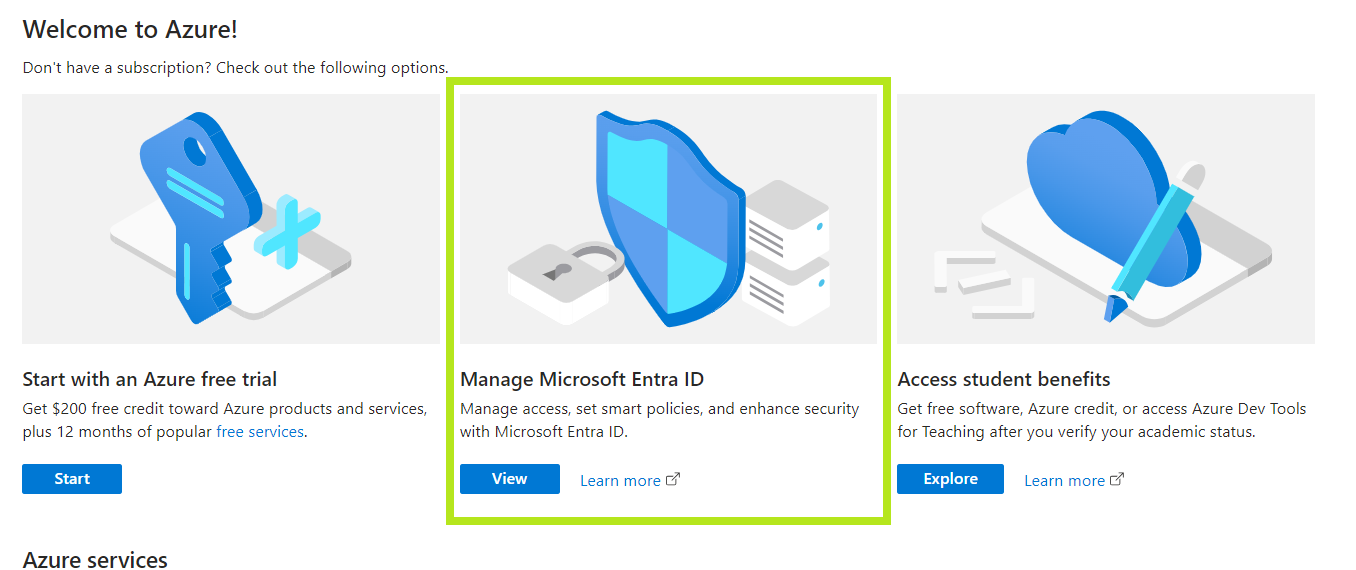 Welcome to Azure!
Don't have a subscription? Check out the following options.
Start with an Azure free trial
Get $200 free credit toward Azure products and services,
plus 12 months of popular free services.
Start
Manage Microsoft Entra ID
Manage access, set smart policies, and enhance security
with Microsoft Entra ID.
View
Learn more
Access student benefits
Get free software, Azure credit, or access Azure Dev Tools
for Teaching after you verify your academic status.
Explore
Learn more
Azure services